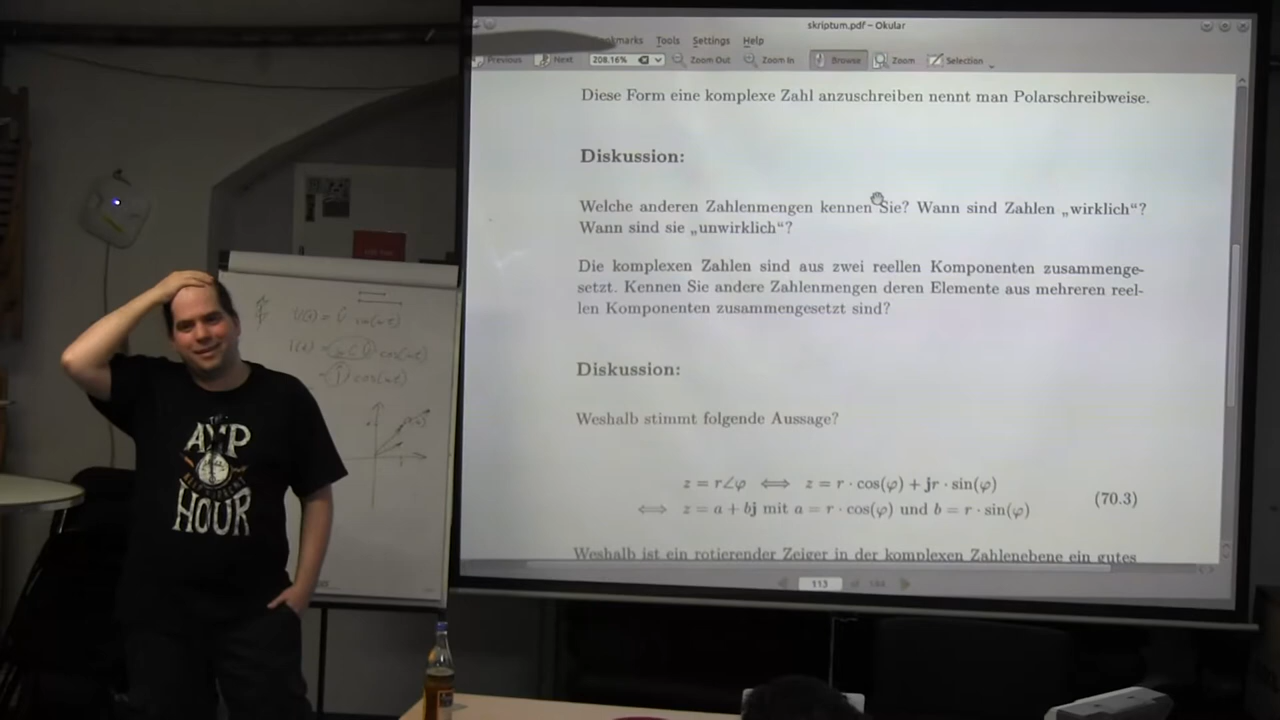 skriptum.pdf – Okular
Tools Settings Help
Previous Next 208.16% Zoom Out Zoom In Browse Zoom Selection
Diese Form eine komplexe Zahl anzuschreiben nennt man Polarschreibweise.
Diskussion:
Welche anderen Zahlenmengen kennen Sie? Wann sind Zahlen „wirklich“?
Wann sind sie „unwirklich“?
Die komplexen Zahlen sind aus zwei reellen Komponenten zusammenge-
setzt. Kennen Sie andere Zahlenmengen deren Elemente aus mehreren reel-
len Komponenten zusammengesetzt sind?
Diskussion:
Weshalb stimmt folgende Aussage?
z = r∠φ ⟺ z = r · cos(φ) + jr · sin(φ)
⟺ z = a + bj mit a = r · cos(φ) und b = r · sin(φ)
(70.3)
Weshalb ist ein rotierender Zeiger in der komplexen Zahlenebene ein gutes
113
HOUR